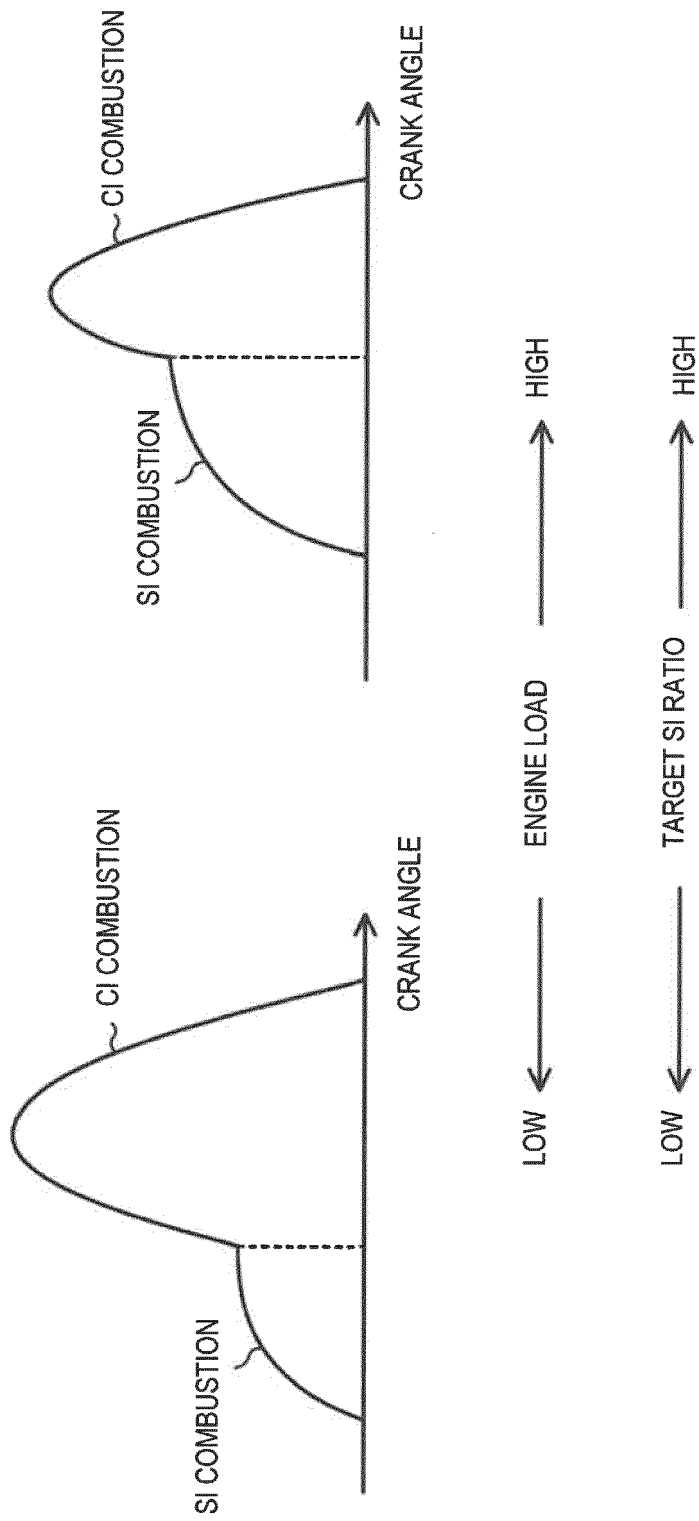 SI COMBUSTION
CI COMBUSTION
CRANK ANGLE
SI COMBUSTION
CI COMBUSTION
CRANK ANGLE
LOW ENGINE LOAD HIGH
LOW TARGET SI RATIO HIGH